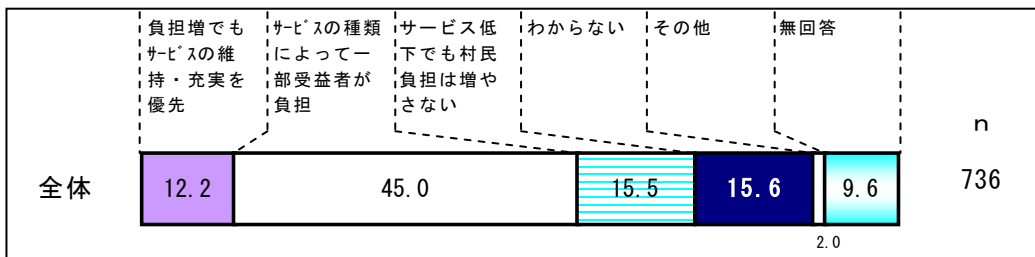 負担増でも
ｻｰﾋﾞｽの維
持・充実を
優先
ｻｰﾋﾞｽの種類
によって一
部受益者が
負担
サービス低
下でも村民
負担は増や
さない
わからない
その他
無回答
n
全体
12.2
45.0
15.5
15.6
9.6
736
2.0